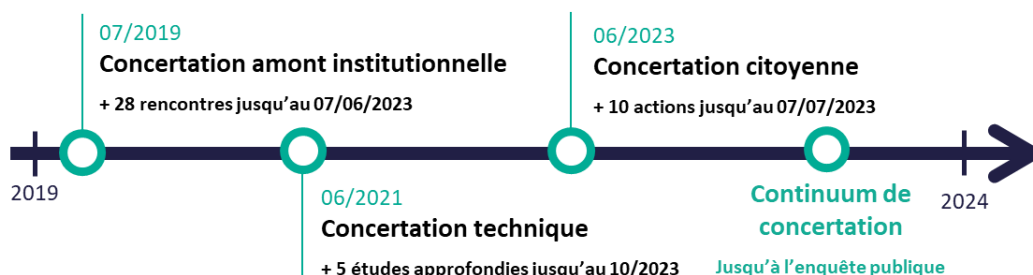 07/2019
Concertation amont institutionnelle
+ 28 rencontres jusqu'au 07/06/2023
06/2023
Concertation citoyenne
+ 10 actions jusqu'au 07/07/2023
2019
2024
06/2021
Concertation technique
+ 5 études approfondies jusqu'au 10/2023
Continuum de
concertation
Jusqu'à l'enquête publique